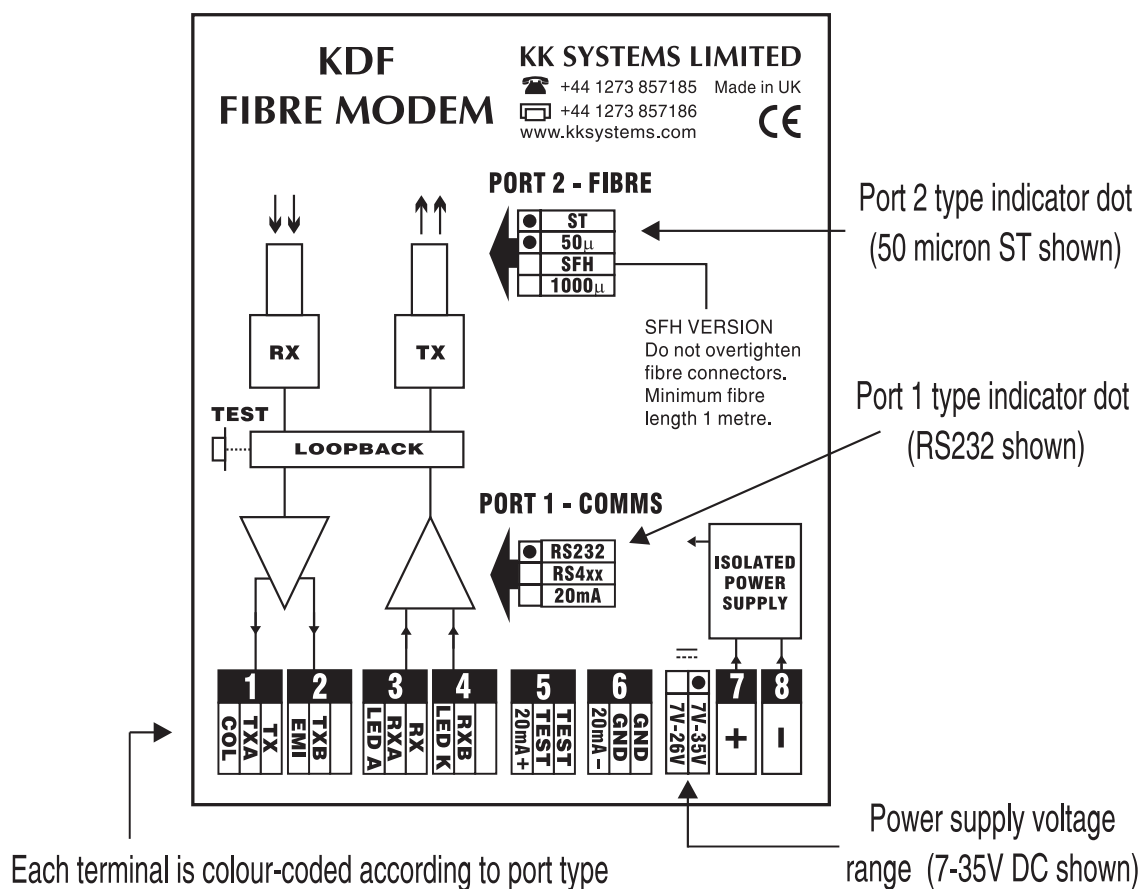 KDF
FIBRE MODEM
KK SYSTEMS LIMITED
+44 1273 857185 Made in UK
+44 1273 857186
www.kksystems.com
CE
PORT 2 - FIBRE
ST
50μ
SFH
1000μ
Port 2 type indicator dot
(50 micron ST shown)
SFH VERSION
Do not overtighten
fibre connectors.
Minimum fibre
length 1 metre.
RX
TX
TEST
LOOPBACK
Port 1 type indicator dot
(RS232 shown)
PORT 1 - COMMS
RS232
RS4xx
20mA
ISOLATED
POWER
SUPPLY
1
COL
TXA
TX
2
EMI
TXB
3
LED A
RXA
RX
4
LED K
RXB
5
20mA+
TEST
TEST
6
20mA-
GND
GND
7V-26V
7V-35V
7
+
8
-
Each terminal is colour-coded according to port type
Power supply voltage
range (7-35V DC shown)